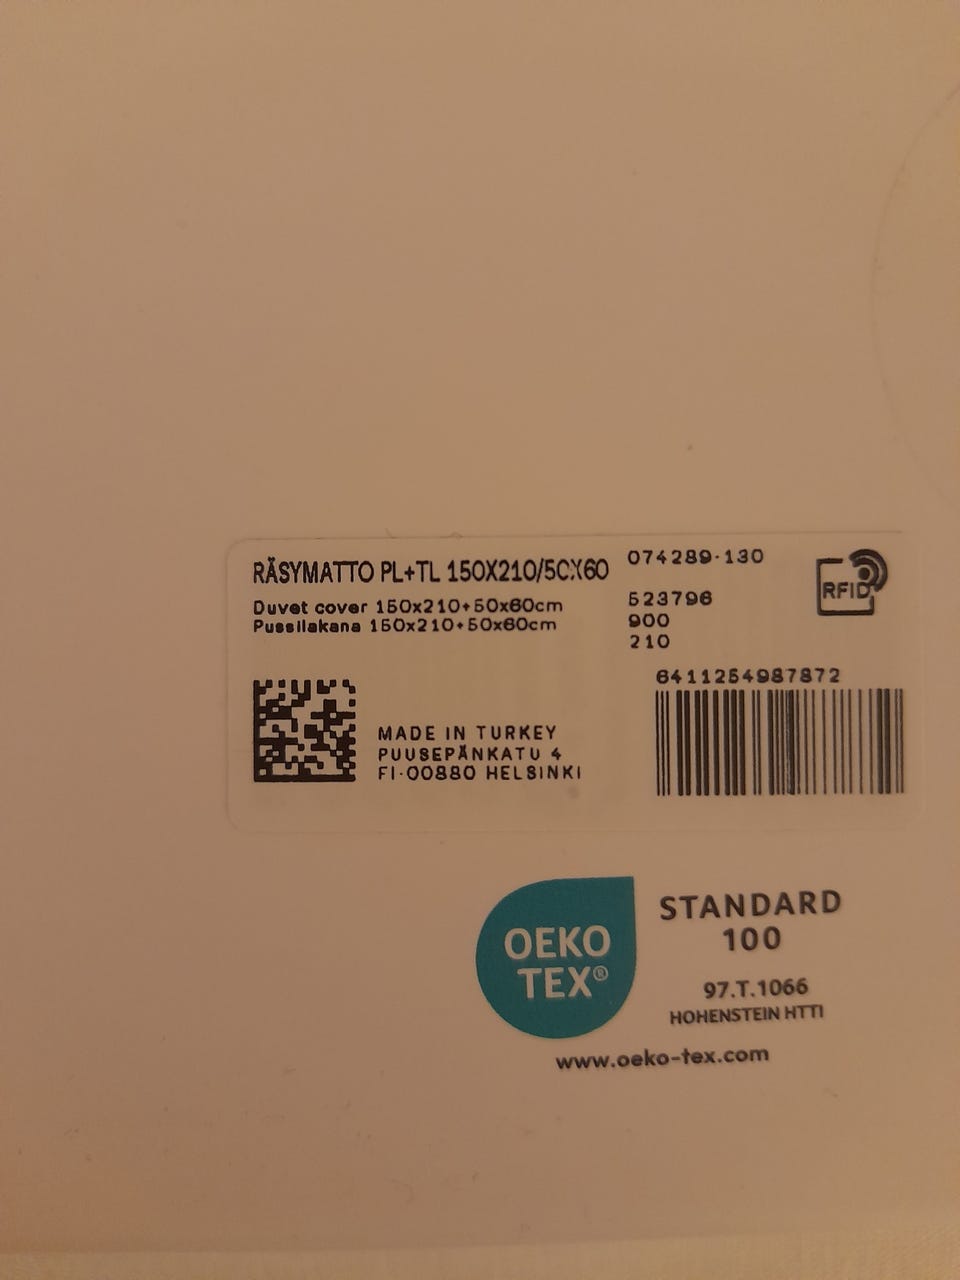 RÄSYMATTO PL+TL 150X210/50X60
Duvet cover 150x210+50x60cm
Pussilakana 150x210+50x60cm
074289-130
523796
900
210
RFID
6411254987872
MADE IN TURKEY
PUUSEPÄNKATU 4
FI-00880 HELSINKI
OEKO
TEX®
STANDARD
100
97.T.1066
HOHENSTEIN HTTI
www.oeko-tex.com